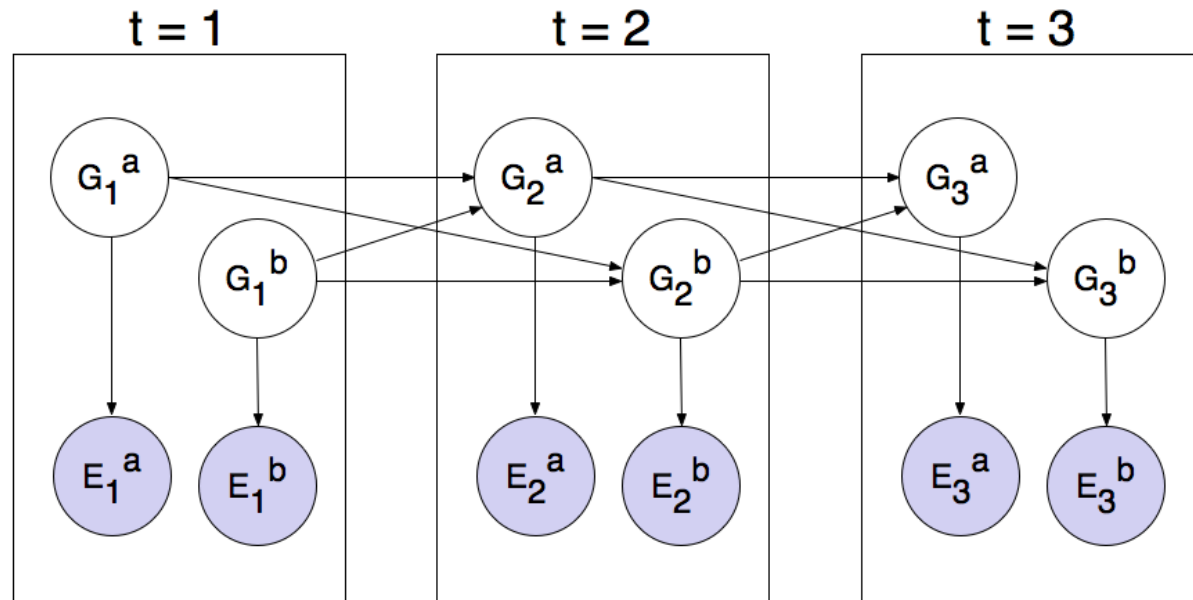 t = 1 t = 2 t = 3
G₁ᵃ G₂ᵃ G₃ᵃ
G₁ᵇ G₂ᵇ G₃ᵇ
E₁ᵃ E₁ᵇ E₂ᵃ E₂ᵇ E₃ᵃ E₃ᵇ